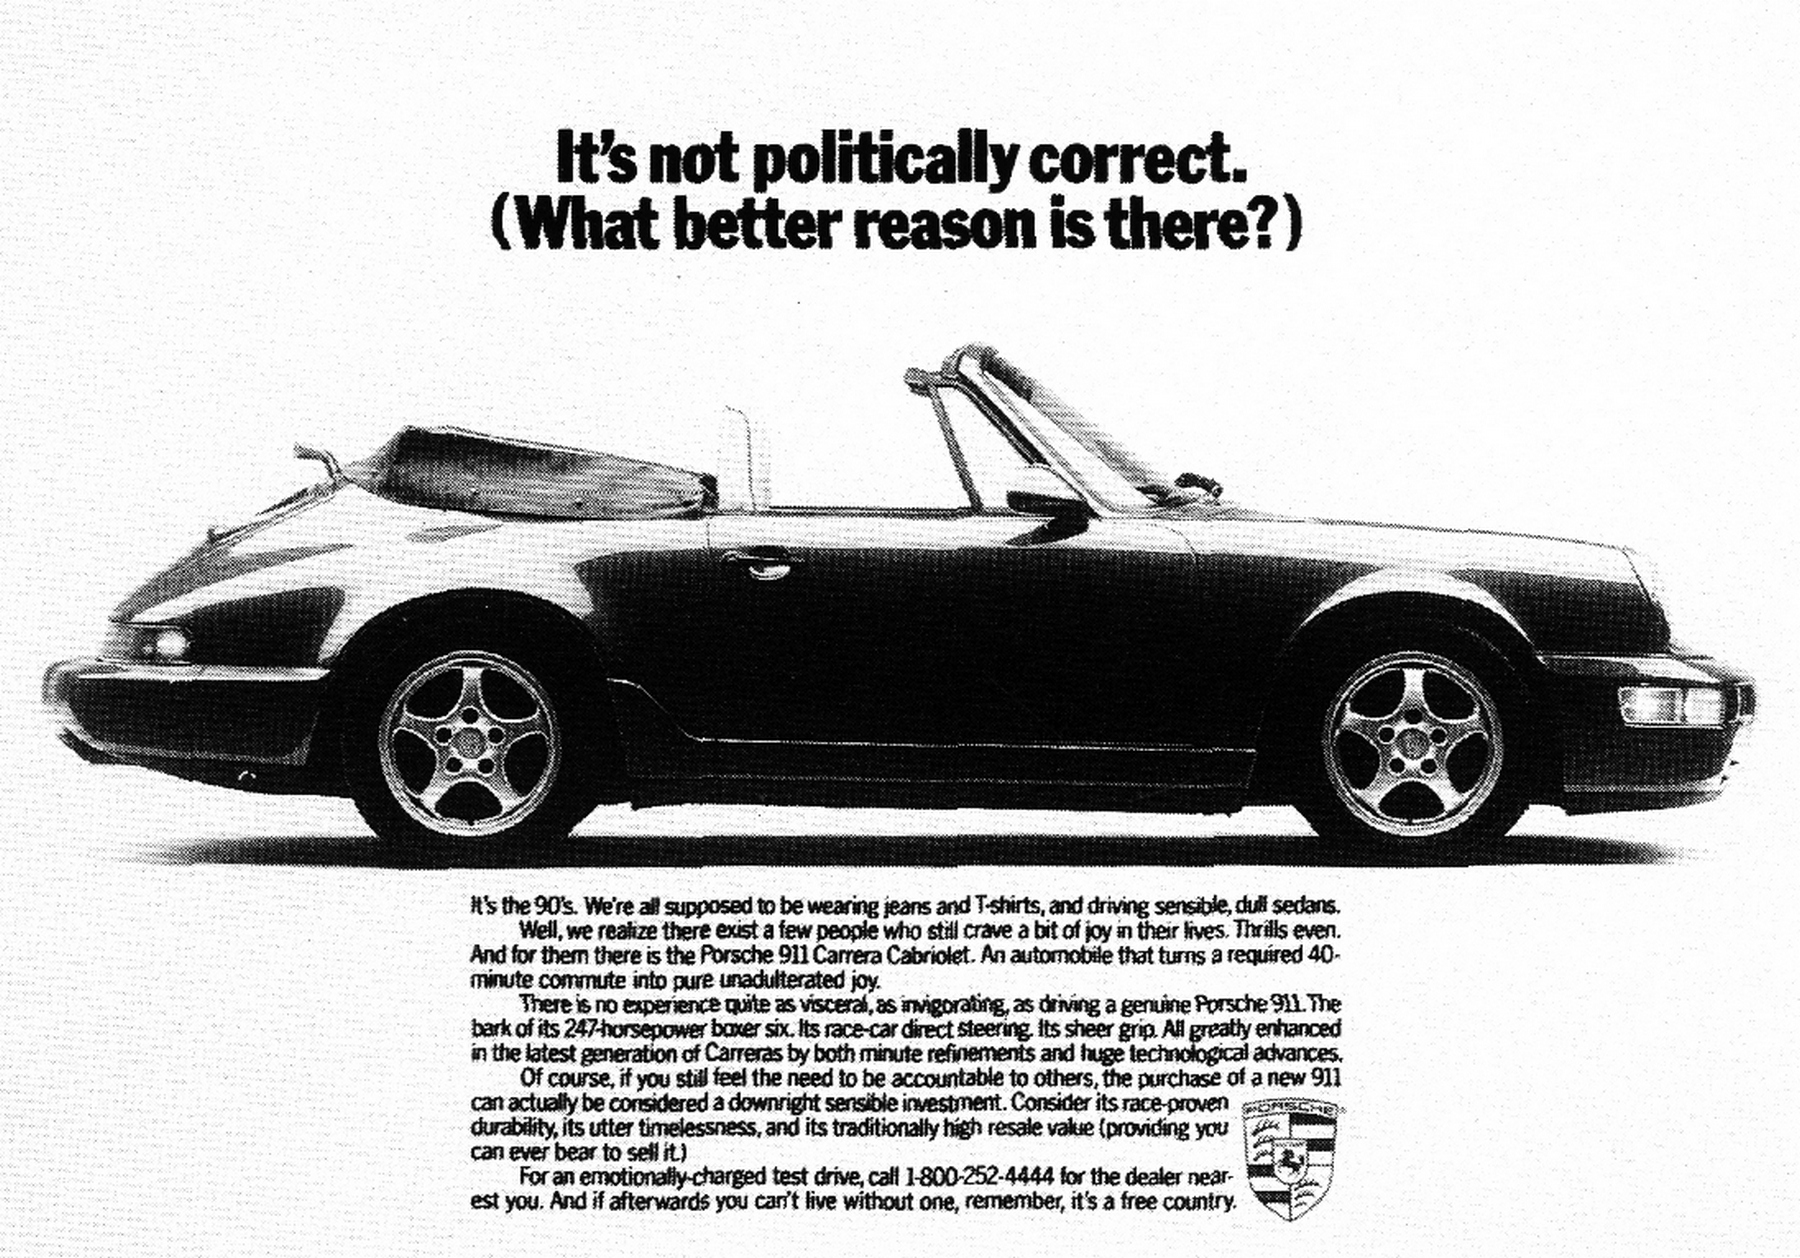 It's not politically correct.
(What better reason is there?)
It's the 90's. We're all supposed to be wearing jeans and T-shirts, and driving sensible, dull sedans.
Well, we realize there exist a few people who still crave a bit of joy in their lives. Thrills even.
And for them there is the Porsche 911 Carrera Cabriolet. An automobile that turns a required 40-
minute commute into pure unadulterated joy.
There is no experience quite as visceral, as invigorating, as driving a genuine Porsche 911. The
bark of its 247-horsepower boxer six. Its race-car direct steering. Its sheer grip. All greatly enhanced
in the latest generation of Carreras by both minute refinements and huge technological advances.
Of course, if you still feel the need to be accountable to others, the purchase of a new 911
can actually be considered a downright sensible investment. Consider its race-proven
durability, its utter timelessness, and its traditionally high resale value (providing you
can ever bear to sell it.)
For an emotionally-charged test drive, call 1-800-252-4444 for the dealer near-
est you. And if afterwards you can't live without one, remember, it's a free country.
PORSCHE